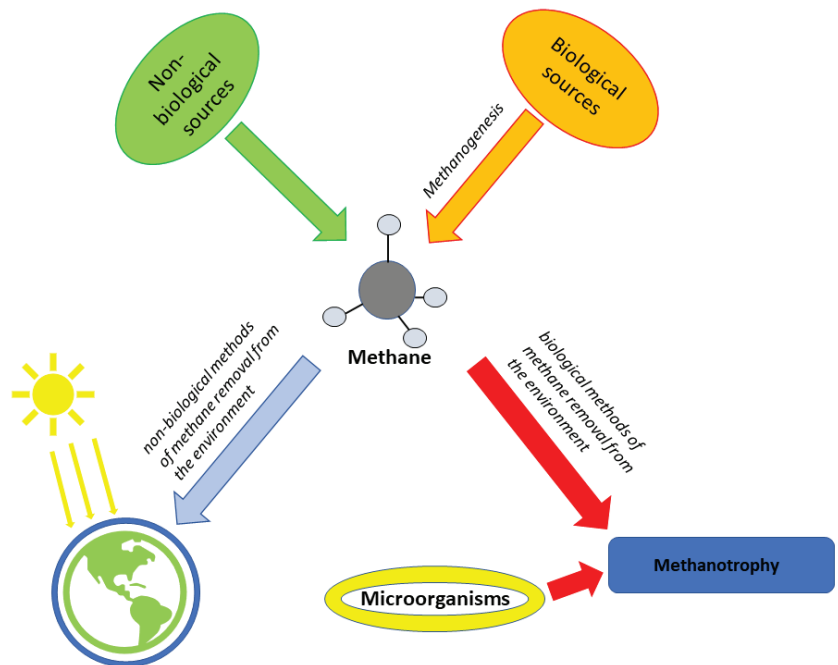 Non-
biological
sources
Biological
sources
Methanogenesis
Methane
non-biological methods
of methane removal from
the environment
biological methods of
methane removal from
the environment
Microorganisms
Methanotrophy